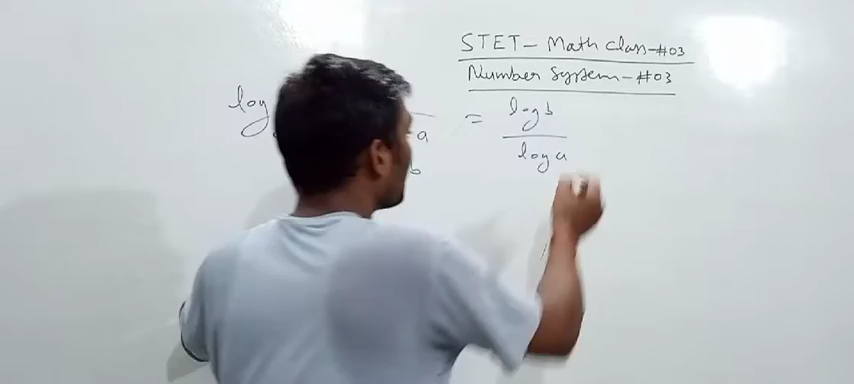 STET- Math class-#03
Number System-#03
log = log b
a log a
b